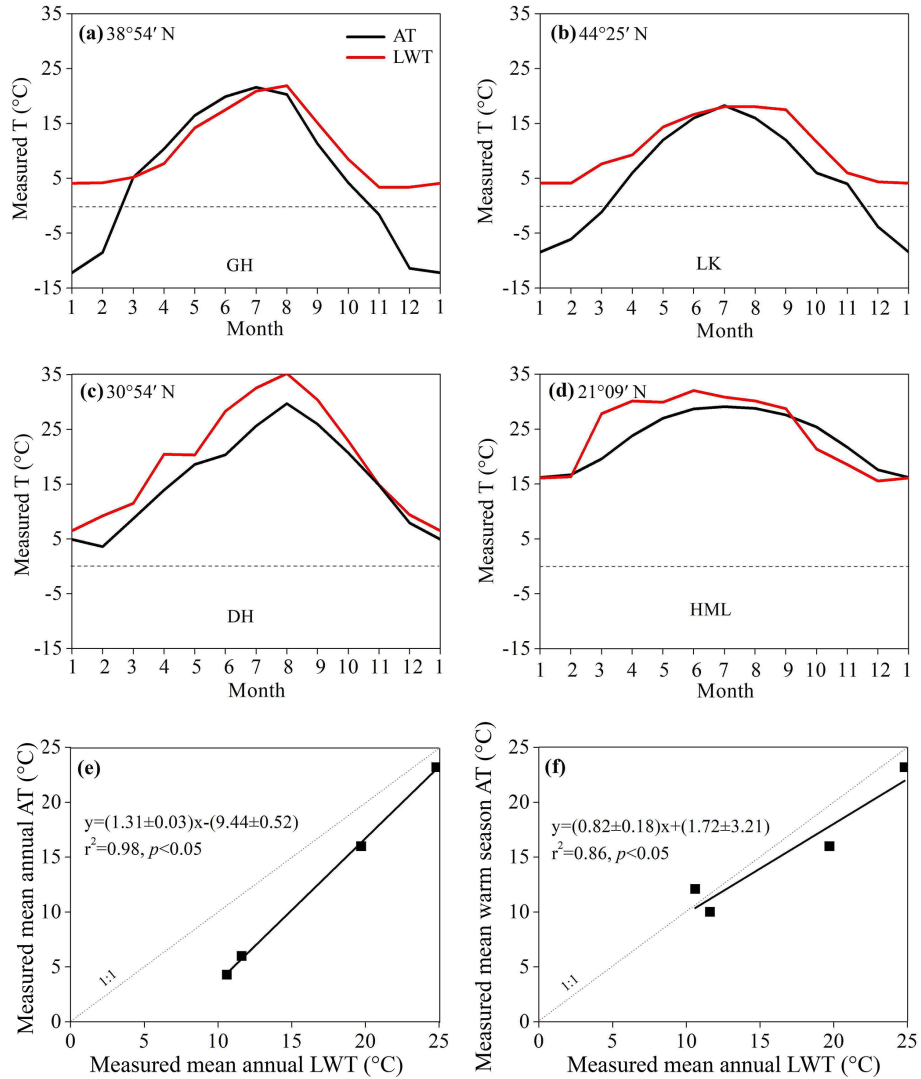 (a) 38°54′ N
AT
LWT
Measured T (°C)
35
25
15
5
-5
-15
GH
1 2 3 4 5 6 7 8 9 10 11 12 1
Month
(b) 44°25′ N
Measured T (°C)
35
25
15
5
-5
-15
LK
1 2 3 4 5 6 7 8 9 10 11 12 1
Month
(c) 30°54′ N
Measured T (°C)
35
25
15
5
-5
-15
DH
1 2 3 4 5 6 7 8 9 10 11 12 1
Month
(d) 21°09′ N
Measured T (°C)
35
25
15
5
-5
-15
HML
1 2 3 4 5 6 7 8 9 10 11 12 1
Month
(e)
Measured mean annual AT (°C)
25
20
15
10
5
0
y=(1.31±0.03)x-(9.44±0.52)
r²=0.98, p<0.05
1:1
0 5 10 15 20 25
Measured mean annual LWT (°C)
(f)
Measured mean warm season AT (°C)
25
20
15
10
5
0
y=(0.82±0.18)x+(1.72±3.21)
r²=0.86, p<0.05
1:1
0 5 10 15 20 25
Measured mean annual LWT (°C)